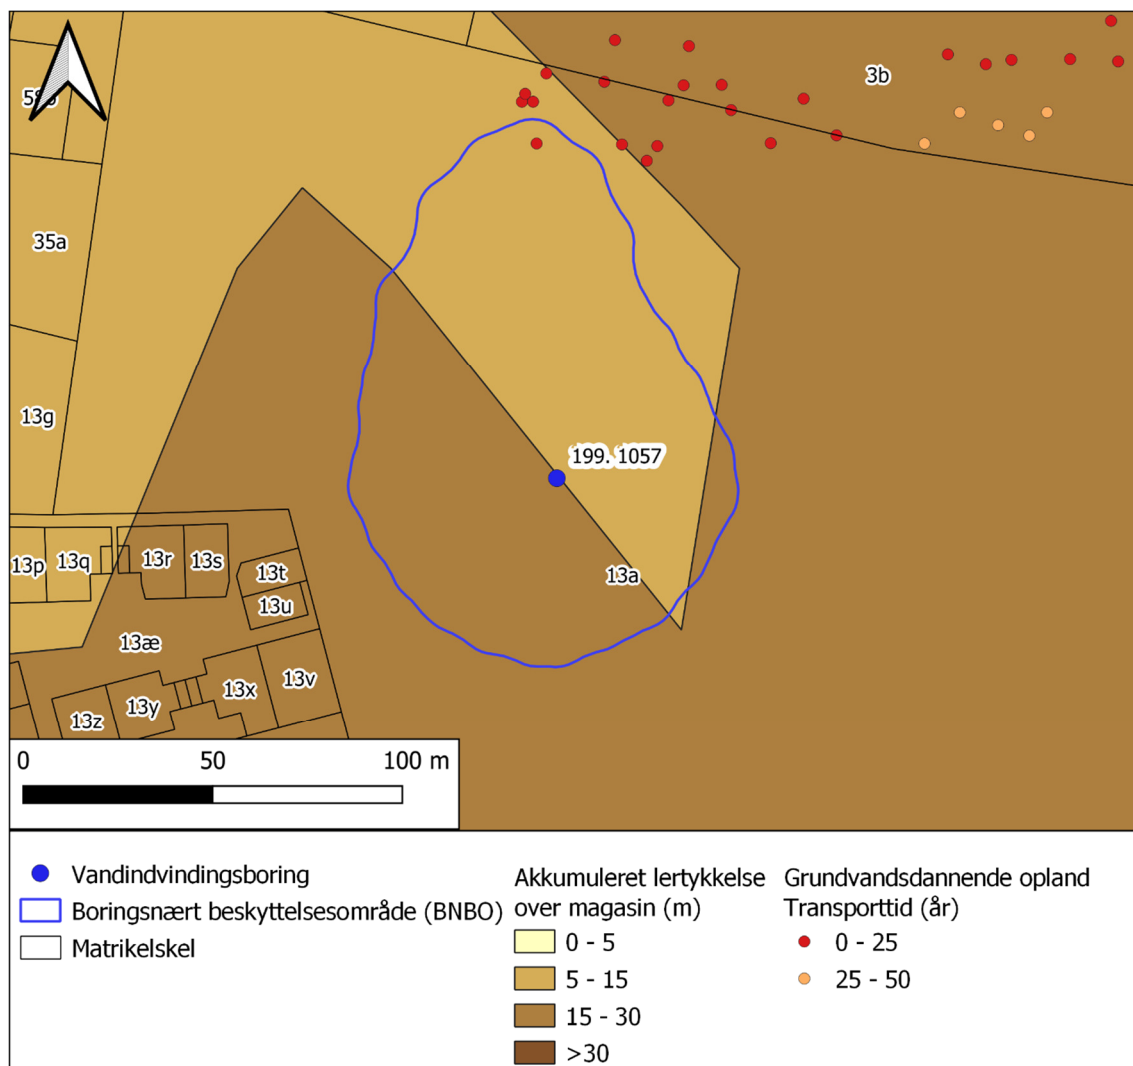 3b
35a
199. 1057
13g
13p
13q
13r
13s
13t
13a
13u
13æ
13x
13v
13y
13z
0 50 100 m
Vandindvindingsboring
Boringsnært beskyttelsesområde (BNBO)
Matrikelskel
Akkumuleret lertykkelse
over magasin (m)
0 - 5
5 - 15
15 - 30
>30
Grundvandsdannende opland
Transporttid (år)
0 - 25
25 - 50